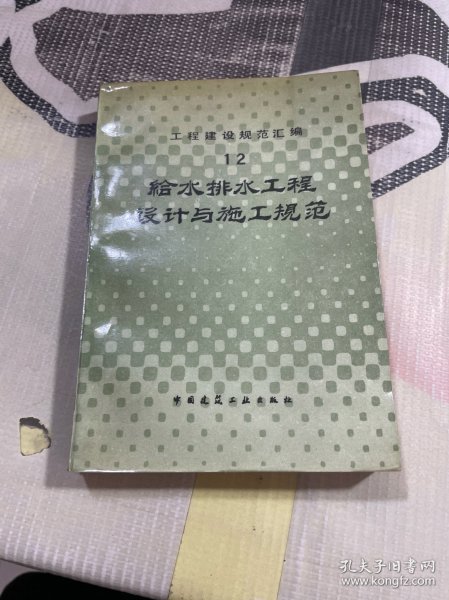 工程建设规范汇编
12
给水排水工程
设计与施工规范
中国建筑工业出版社
孔夫子旧书网
www.kongfz.com